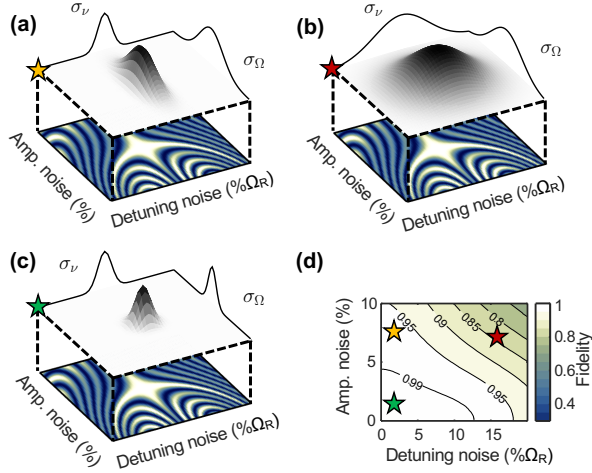 (a)
σν
σΩ
Amp. noise (%)
Detuning noise (%ΩR)
(b)
σν
σΩ
Amp. noise (%)
Detuning noise (%ΩR)
(c)
σν
σΩ
Amp. noise (%)
Detuning noise (%ΩR)
(d)
10
5
0
Amp. noise (%)
0.95
0.9
0.85
0.8
0.99
0.95
0 5 10 15
Detuning noise (%ΩR)
1
0.8
0.6
0.4
Fidelity